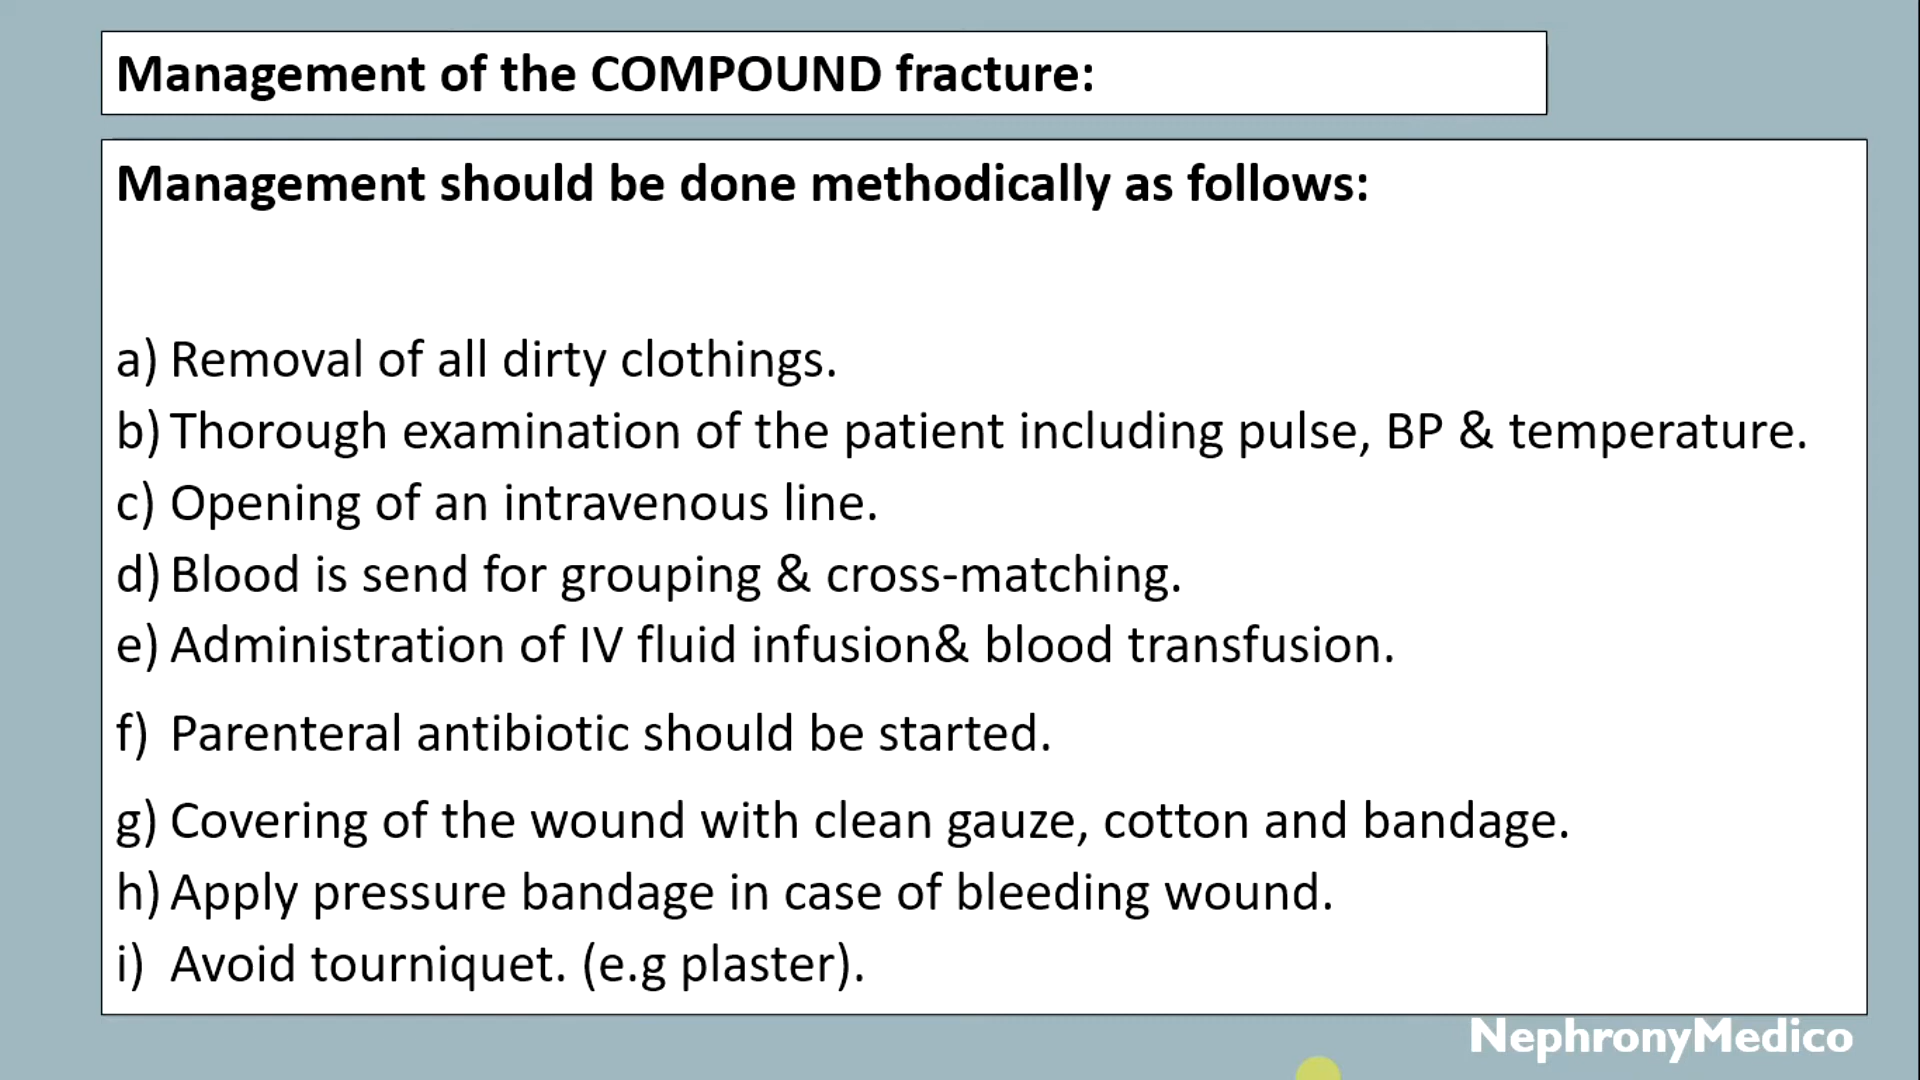 Management of the COMPOUND fracture:
Management should be done methodically as follows:
a) Removal of all dirty clothings.
b) Thorough examination of the patient including pulse, BP & temperature.
c) Opening of an intravenous line.
d) Blood is send for grouping & cross-matching.
e) Administration of IV fluid infusion& blood transfusion.
f) Parenteral antibiotic should be started.
g) Covering of the wound with clean gauze, cotton and bandage.
h) Apply pressure bandage in case of bleeding wound.
i) Avoid tourniquet. (e.g plaster).
NephronyMedico